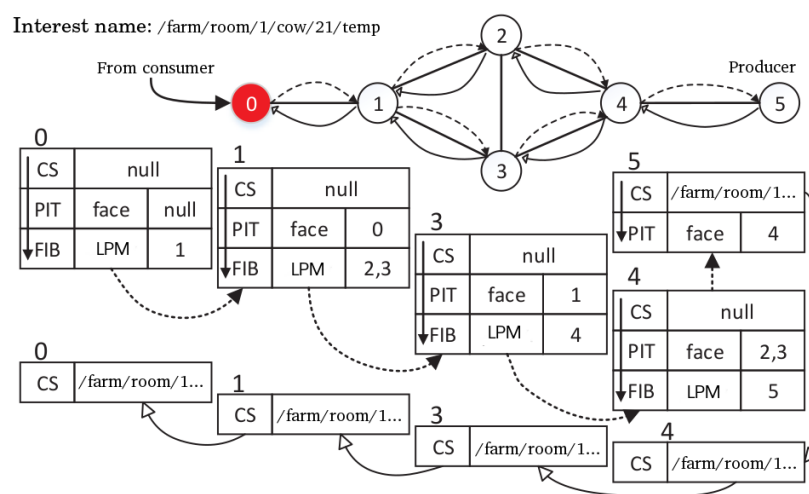 Interest name: /farm/room/1/cow/21/temp
From consumer
Producer
0
1
2
3
4
5
0
CS null
PIT face null
FIB LPM 1
1
CS null
PIT face 0
FIB LPM 2,3
3
CS null
PIT face 1
FIB LPM 4
5
CS /farm/room/1...
PIT face 4
4
CS null
PIT face 2,3
FIB LPM 5
0
CS /farm/room/1...
1
CS /farm/room/1...
3
CS /farm/room/1...
4
CS /farm/room/1...